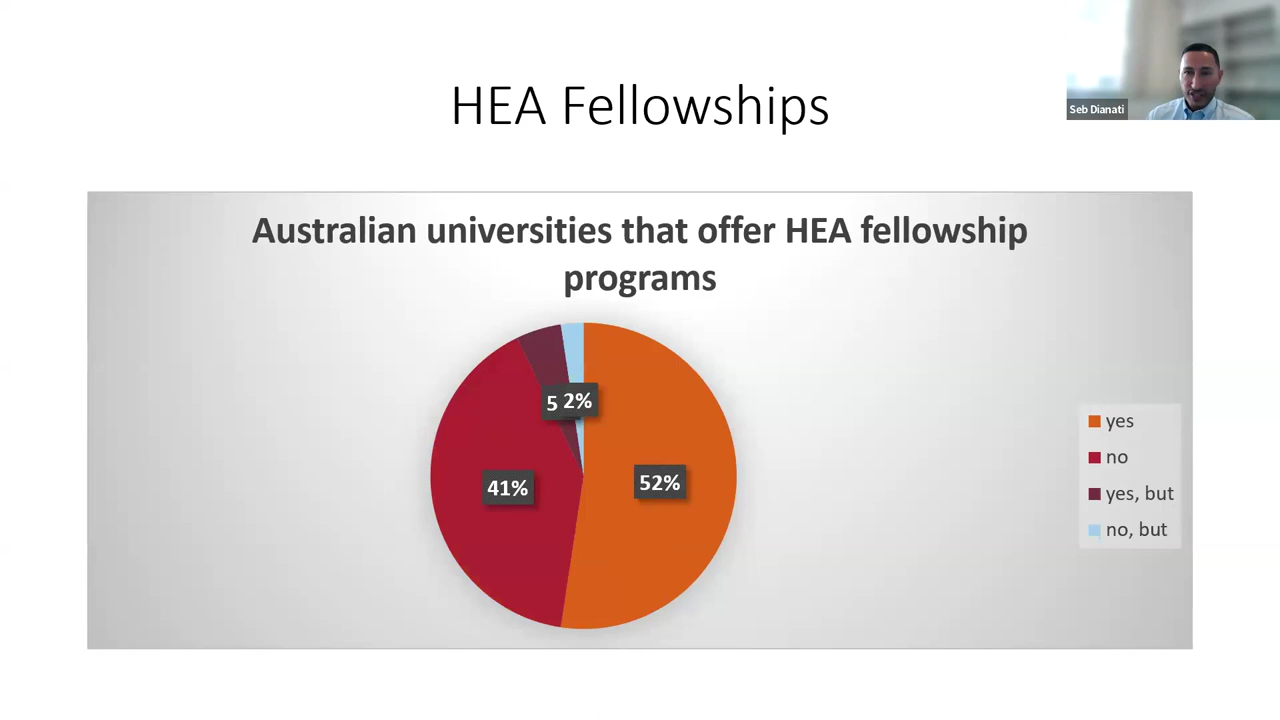 HEA Fellowships
Seb Dianati
Australian universities that offer HEA fellowship
programs
5
2%
41%
52%
yes
no
yes, but
no, but